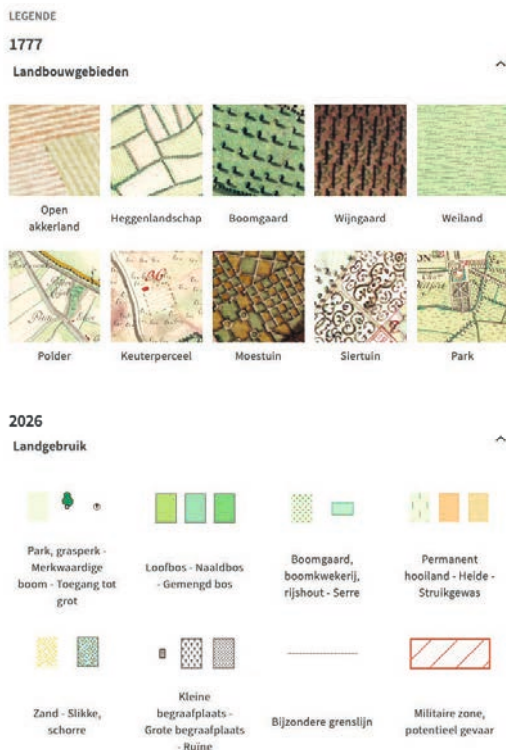 LEGENDE
1777
Landbouwgebieden
Open
akkerland
Heggenlandschap
Boomgaard
Wijngaard
Weiland
Polder
Keuterperceel
Moestuin
Siertuin
Park
2026
Landgebruik
Park, grasperk -
Merkwaardige
boom - Toegang tot
grot
Loofbos - Naaldbos
- Gemengd bos
Boomgaard,
boomkwekerij,
rijshout - Serre
Permanent
hooiland - Heide -
Struikgewas
Zand - Slikke,
schorre
Kleine
begraafplaats -
Grote begraafplaats
- Ruïne
Bijzondere grenslijn
Militaire zone,
potentieel gevaar